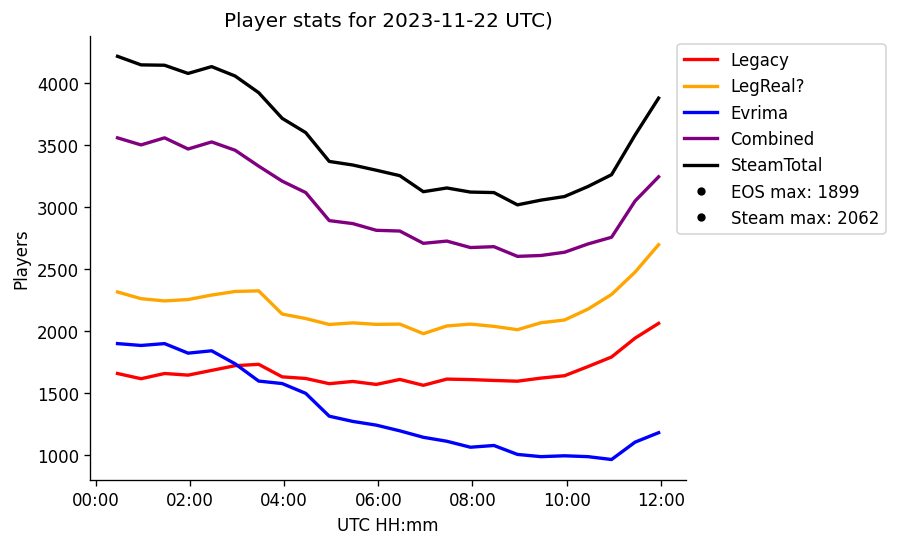 Player stats for 2023-11-22 UTC)
Legacy
LegReal?
Evrima
Combined
SteamTotal
EOS max: 1899
Steam max: 2062
Players
4000
3500
3000
2500
2000
1500
1000
00:00 02:00 04:00 06:00 08:00 10:00 12:00
UTC HH:mm